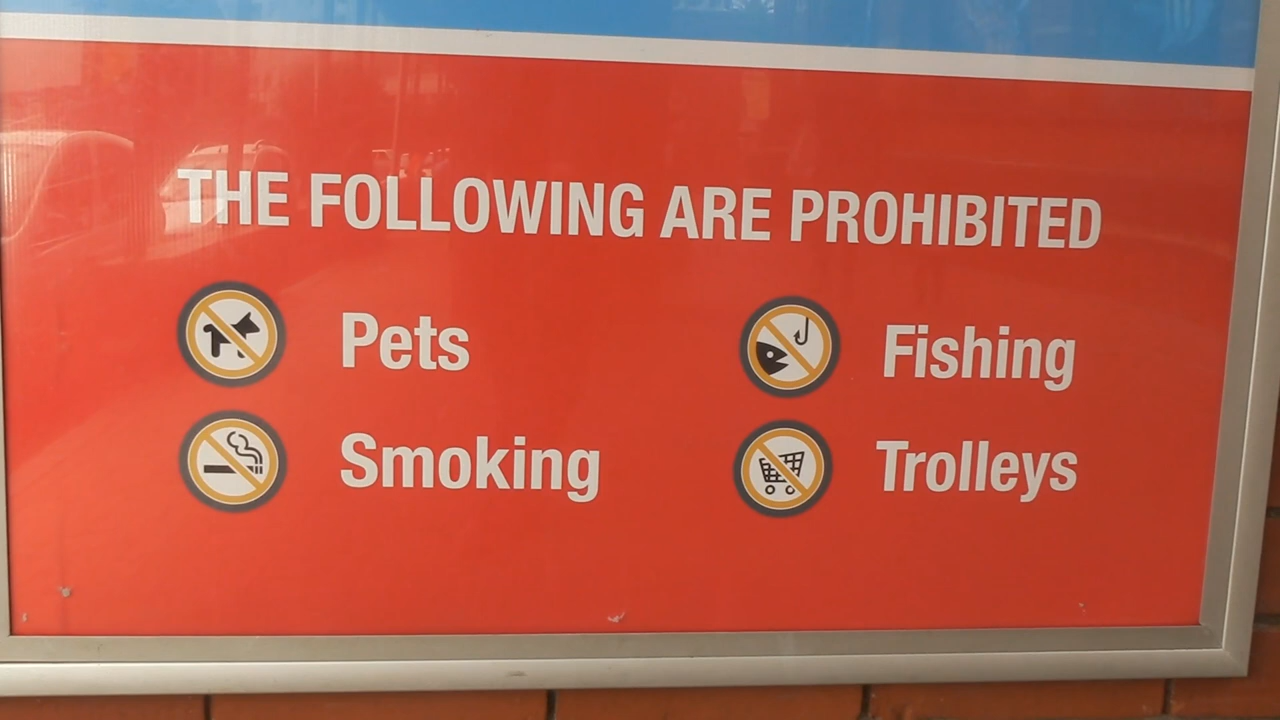 THE FOLLOWING ARE PROHIBITED
Pets
Fishing
Smoking
Trolleys